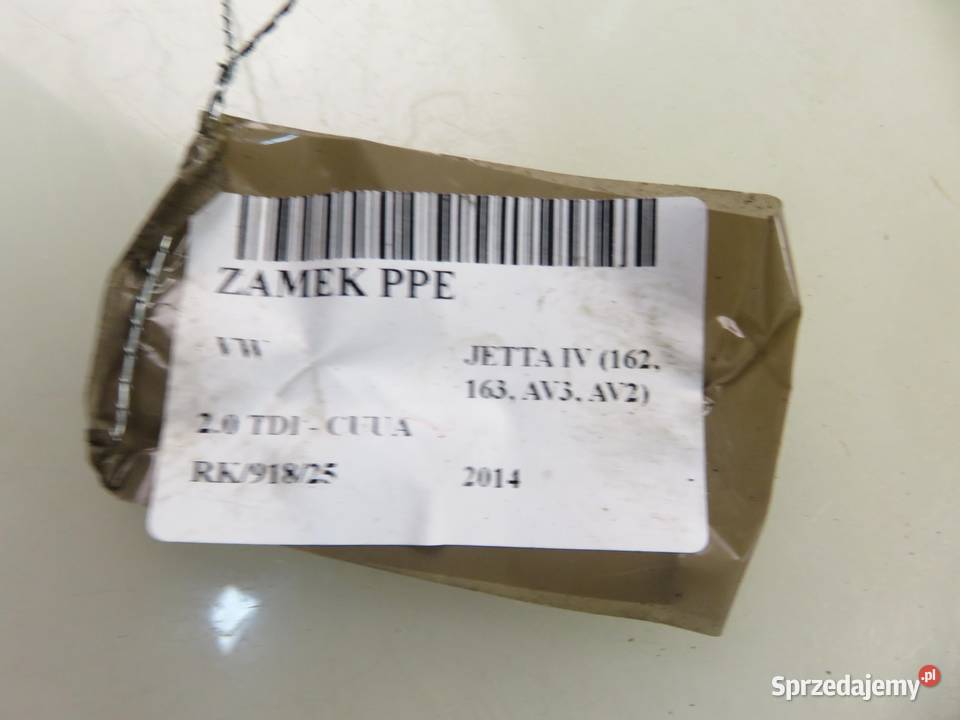 ZAMEK PPE
VW JETTA IV (162,
163, AV3, AV2)
2.0 TDI - CUUA
RK/918/25 2014
Sprzedajemy.pl